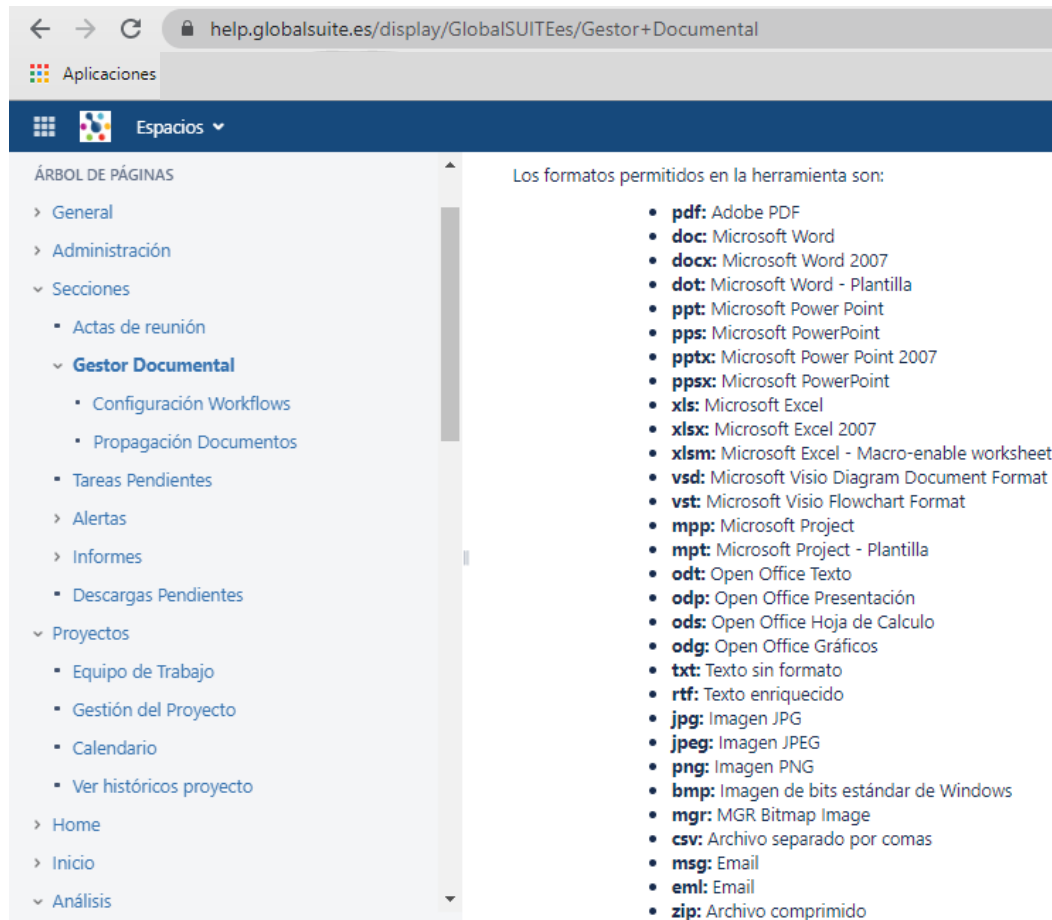 help.globalsuite.es/display/GlobalSUITEes/Gestor+Documental
Aplicaciones
Espacios
ÁRBOL DE PÁGINAS
General
Administración
Secciones
Actas de reunión
Gestor Documental
Configuración Workflows
Propagación Documentos
Tareas Pendientes
Alertas
Informes
Descargas Pendientes
Proyectos
Equipo de Trabajo
Gestión del Proyecto
Calendario
Ver históricos proyecto
Home
Inicio
Análisis
Los formatos permitidos en la herramienta son:
pdf: Adobe PDF
doc: Microsoft Word
docx: Microsoft Word 2007
dot: Microsoft Word - Plantilla
ppt: Microsoft Power Point
pps: Microsoft PowerPoint
pptx: Microsoft Power Point 2007
ppsx: Microsoft PowerPoint
xls: Microsoft Excel
xlsx: Microsoft Excel 2007
xlsm: Microsoft Excel - Macro-enable worksheet
vsd: Microsoft Visio Diagram Document Format
vst: Microsoft Visio Flowchart Format
mpp: Microsoft Project
mpt: Microsoft Project - Plantilla
odt: Open Office Texto
odp: Open Office Presentación
ods: Open Office Hoja de Calculo
odg: Open Office Gráficos
txt: Texto sin formato
rtf: Texto enriquecido
jpg: Imagen JPG
jpeg: Imagen JPEG
png: Imagen PNG
bmp: Imagen de bits estándar de Windows
mgr: MGR Bitmap Image
csv: Archivo separado por comas
msg: Email
eml: Email
zip: Archivo comprimido